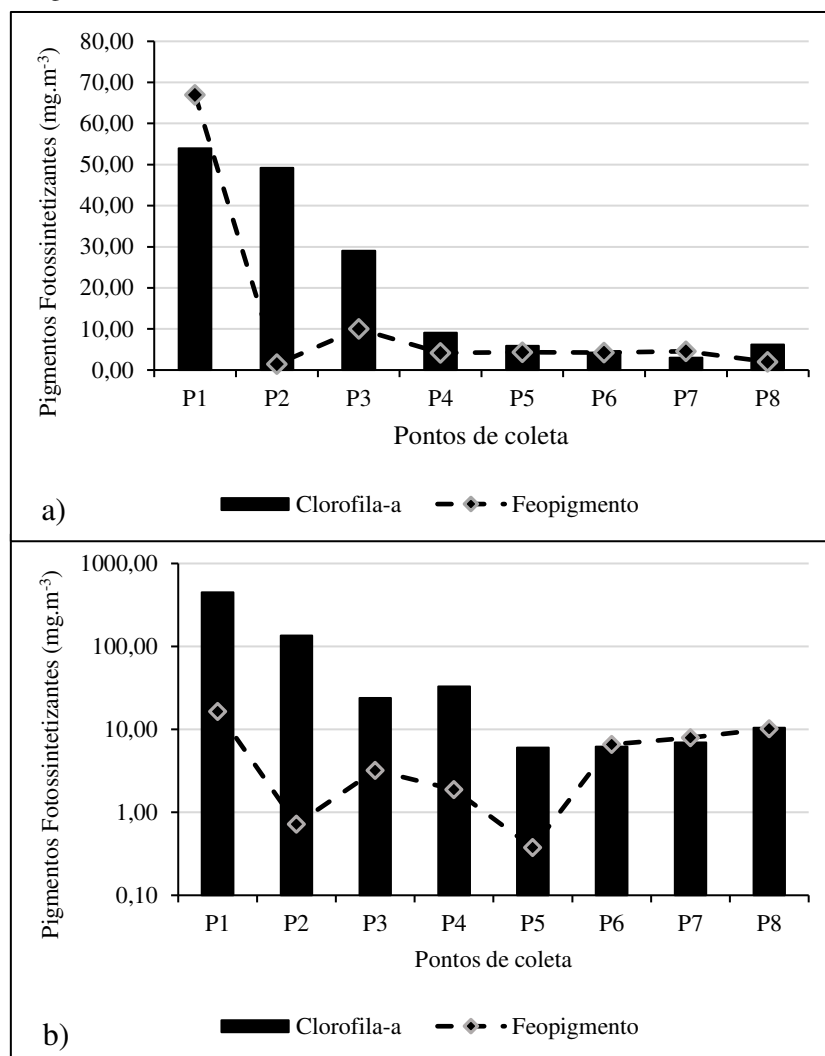 80,00
70,00
60,00
50,00
40,00
30,00
20,00
10,00
0,00
Pigmentos Fotossintetizantes (mg.m-3)
P1 P2 P3 P4 P5 P6 P7 P8
Pontos de coleta
a)
Clorofila-a Feopigmento
1000,00
100,00
10,00
1,00
0,10
Pigmentos Fotossintetizantes (mg.m-3)
P1 P2 P3 P4 P5 P6 P7 P8
Pontos de coleta
b)
Clorofila-a Feopigmento